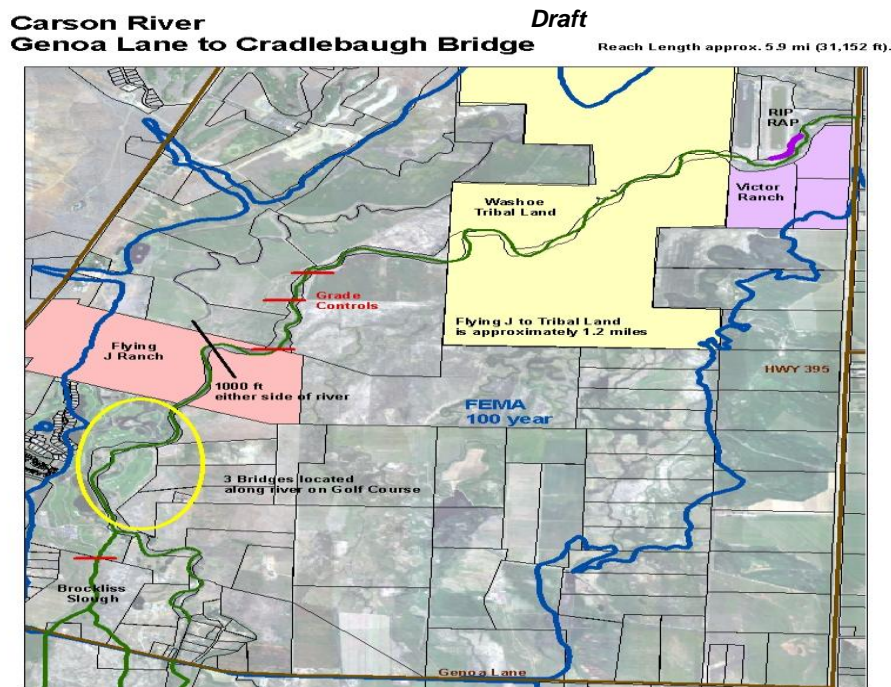 Carson River
Draft
Genoa Lane to Cradlebaugh Bridge
Reach Length approx. 5.9 mi (31,152 ft).
RIP
RAP
Victor
Ranch
Washoe
Tribal Land
Grade
Controls
Flying J to Tribal Land
is approximately 1.2 miles
Flying
J Ranch
HWY 395
1000 ft
either side of river
FEMA
100 year
3 Bridges located
along river on Golf Course
Brockliss
Slough
Genoa Lane